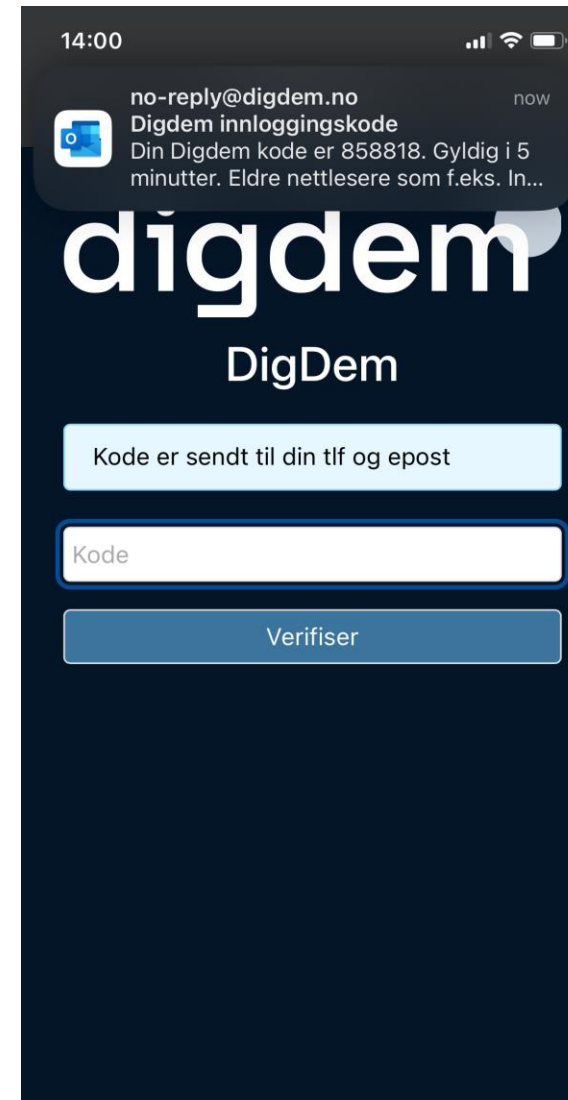 14:00
no-reply@digdem.no now
Digdem innloggingskode
Din Digdem kode er 858818. Gyldig i 5
minutter. Eldre nettlesere som f.eks. In...
digdem
DigDem
Kode er sendt til din tlf og epost
Kode
Verifiser